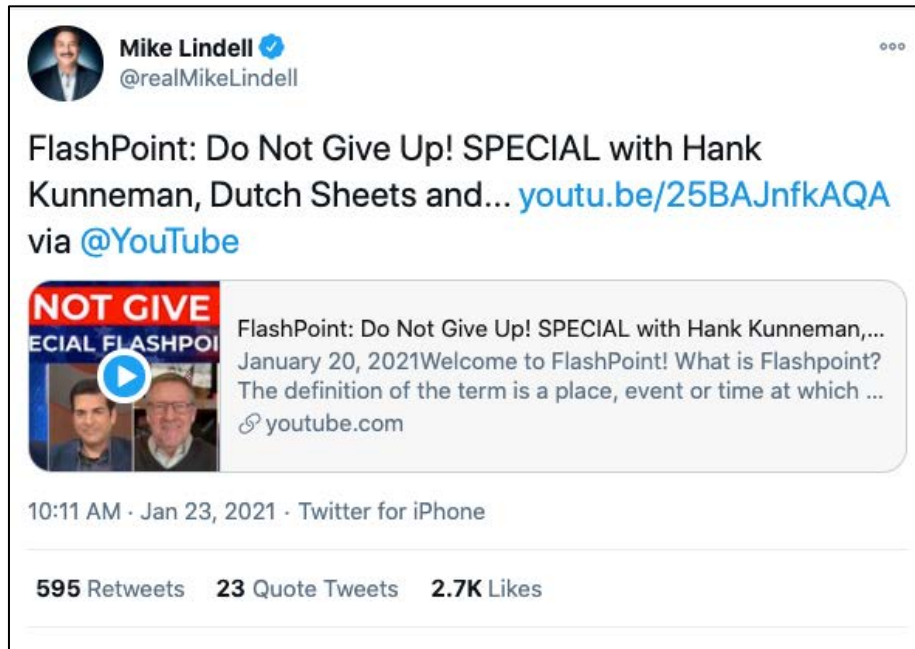 Mike Lindell
@realMikeLindell
FlashPoint: Do Not Give Up! SPECIAL with Hank
Kunneman, Dutch Sheets and... youtu.be/25BAJnfkAQA
via @YouTube
NOT GIVE
ECIAL FLASHPOI
FlashPoint: Do Not Give Up! SPECIAL with Hank Kunneman,...
January 20, 2021Welcome to FlashPoint! What is Flashpoint?
The definition of the term is a place, event or time at which ...
youtube.com
10:11 AM · Jan 23, 2021 · Twitter for iPhone
595 Retweets 23 Quote Tweets 2.7K Likes